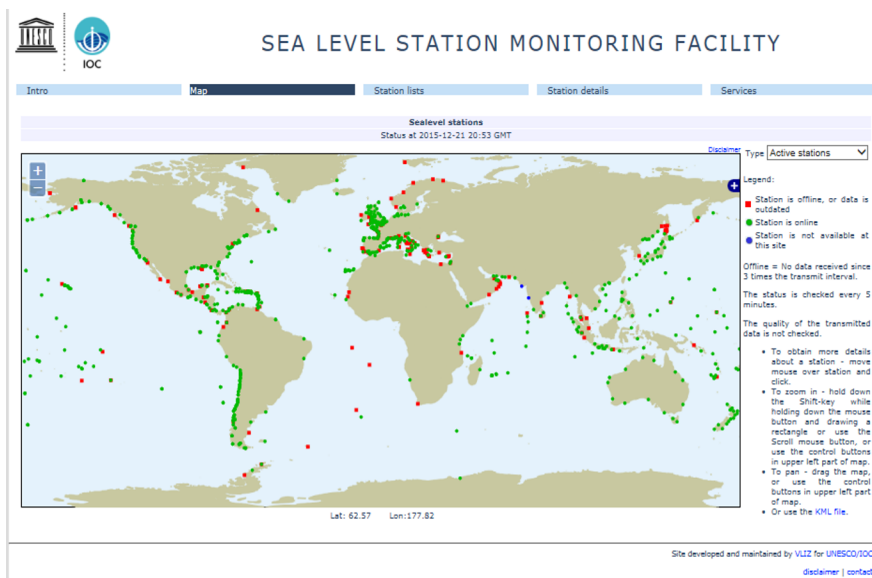 IOC
SEA LEVEL STATION MONITORING FACILITY
Intro
Map
Station lists
Station details
Services
Sealevel stations
Status at 2015-12-21 20:53 GMT
Disclaimer
Type Active stations
+
−
+
Legend:
Station is offline, or data is
outdated
Station is online
Station is not available at
this site
Offline = No data received since
3 times the transmit interval.
The status is checked every 5
minutes.
The quality of the transmitted
data is not checked.
• To obtain more details
about a station - move
mouse over station and
click.
• To zoom in - hold down
the Shift-key while
holding down the mouse
button and drawing a
rectangle or use the
Scroll mouse button, or
use the control buttons
in upper left part of map.
• To pan - drag the map,
or use the control
buttons in upper left part
of map.
• Or use the KML file.
Lat: 62.57 Lon:177.82
Site developed and maintained by VLIZ for UNESCO/IOC
disclaimer | contact